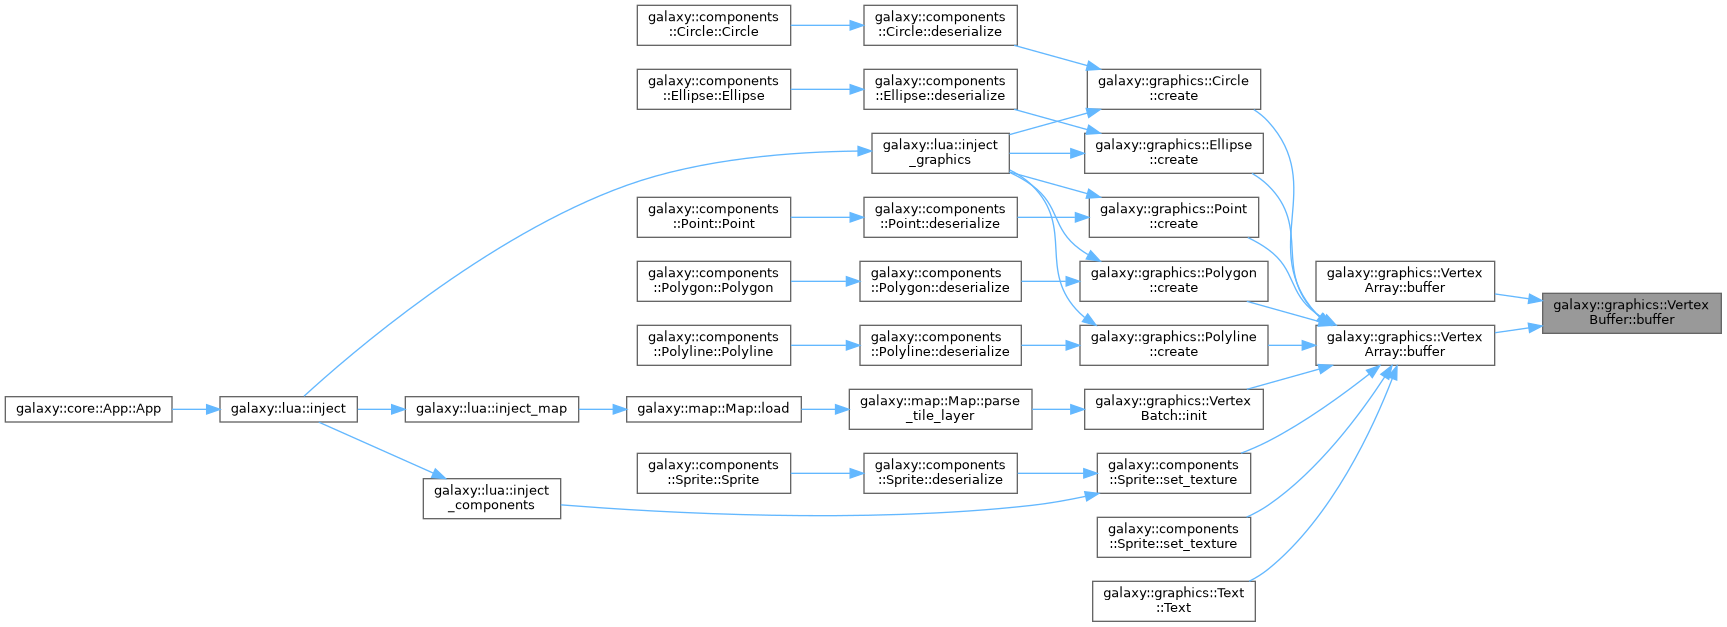 galaxy::components
::Circle::Circle
galaxy::components
::Circle::deserialize
galaxy::graphics::Circle
::create
galaxy::components
::Ellipse::Ellipse
galaxy::components
::Ellipse::deserialize
galaxy::graphics::Ellipse
::create
galaxy::lua::inject
_graphics
galaxy::components
::Point::Point
galaxy::components
::Point::deserialize
galaxy::graphics::Point
::create
galaxy::components
::Polygon::Polygon
galaxy::components
::Polygon::deserialize
galaxy::graphics::Polygon
::create
galaxy::graphics::Vertex
Array::buffer
galaxy::graphics::Vertex
Buffer::buffer
galaxy::components
::Polyline::Polyline
galaxy::components
::Polyline::deserialize
galaxy::graphics::Polyline
::create
galaxy::graphics::Vertex
Array::buffer
galaxy::core::App::App
galaxy::lua::inject
galaxy::lua::inject_map
galaxy::map::Map::load
galaxy::map::Map::parse
_tile_layer
galaxy::graphics::Vertex
Batch::init
galaxy::components
::Sprite::Sprite
galaxy::components
::Sprite::deserialize
galaxy::components
::Sprite::set_texture
galaxy::lua::inject
_components
galaxy::components
::Sprite::set_texture
galaxy::graphics::Text
::Text